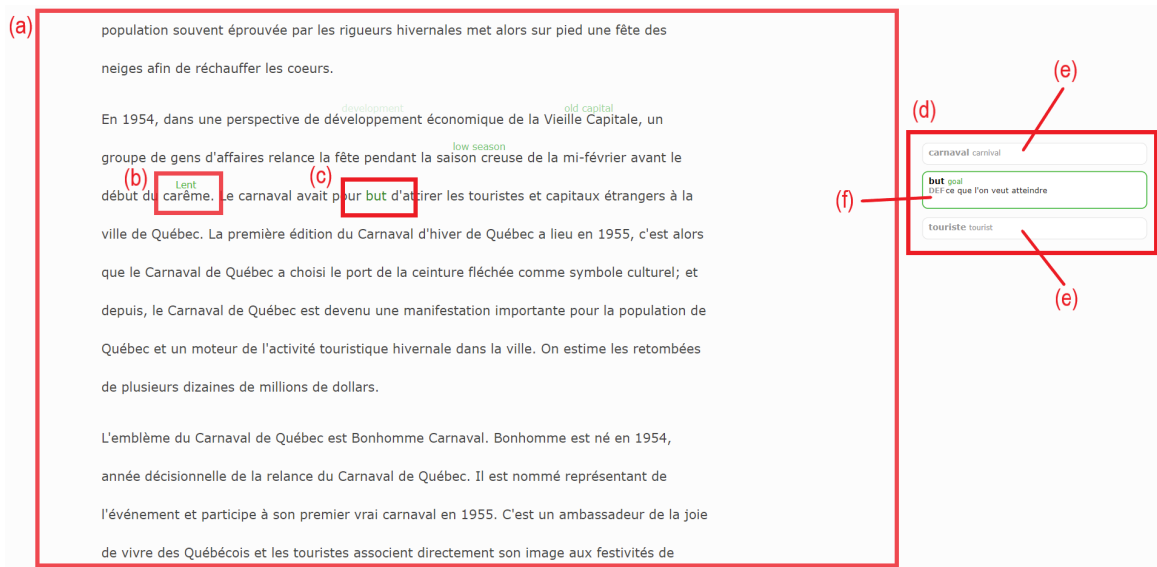 (a)
population souvent éprouvée par les rigueurs hivernales met alors sur pied une fête des
neiges afin de réchauffer les coeurs.
development old capital
En 1954, dans une perspective de développement économique de la Vieille Capitale, un
low season
groupe de gens d'affaires relance la fête pendant la saison creuse de la mi-février avant le
(b) Lent (c)
début du carême. Le carnaval avait pour but d'attirer les touristes et capitaux étrangers à la
ville de Québec. La première édition du Carnaval d'hiver de Québec a lieu en 1955, c'est alors
que le Carnaval de Québec a choisi le port de la ceinture fléchée comme symbole culturel; et
depuis, le Carnaval de Québec est devenu une manifestation importante pour la population de
Québec et un moteur de l'activité touristique hivernale dans la ville. On estime les retombées
de plusieurs dizaines de millions de dollars.
L'emblème du Carnaval de Québec est Bonhomme Carnaval. Bonhomme est né en 1954,
année décisionnelle de la relance du Carnaval de Québec. Il est nommé représentant de
l'événement et participe à son premier vrai carnaval en 1955. C'est un ambassadeur de la joie
de vivre des Québécois et les touristes associent directement son image aux festivités de
(e)
(d)
carnaval carnival
but goal
DEF ce que l'on veut atteindre
(f)
touriste tourist
(e)